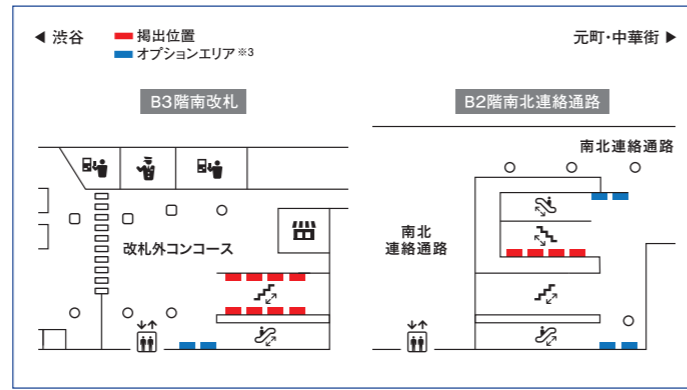 ◀ 渋谷
掲出位置
オプションエリア※3
元町・中華街 ▶
B3階南改札
B2階南北連絡通路
南北連絡通路
南北
連絡通路
改札外コンコース